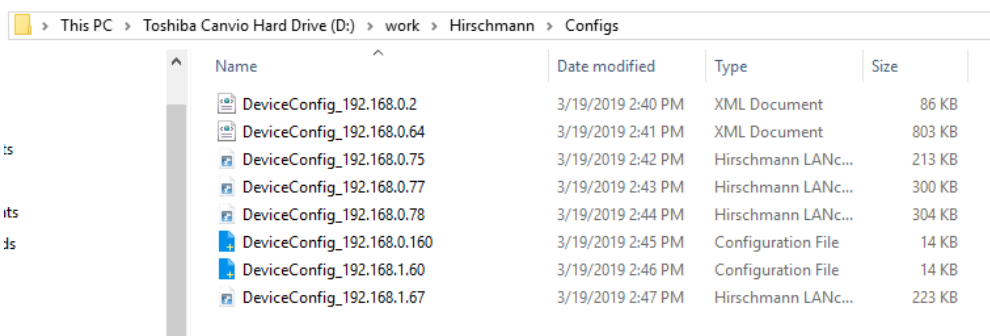 This PC > Toshiba Canvio Hard Drive (D:) > work > Hirschmann > Configs
Name Date modified Type Size
DeviceConfig_192.168.0.2 3/19/2019 2:40 PM XML Document 86 KB
DeviceConfig_192.168.0.64 3/19/2019 2:41 PM XML Document 803 KB
ts
DeviceConfig_192.168.0.75 3/19/2019 2:42 PM Hirschmann LANc... 213 KB
DeviceConfig_192.168.0.77 3/19/2019 2:43 PM Hirschmann LANc... 300 KB
nts
DeviceConfig_192.168.0.78 3/19/2019 2:44 PM Hirschmann LANc... 304 KB
ds
DeviceConfig_192.168.0.160 3/19/2019 2:45 PM Configuration File 14 KB
DeviceConfig_192.168.1.60 3/19/2019 2:46 PM Configuration File 14 KB
DeviceConfig_192.168.1.67 3/19/2019 2:47 PM Hirschmann LANc... 223 KB